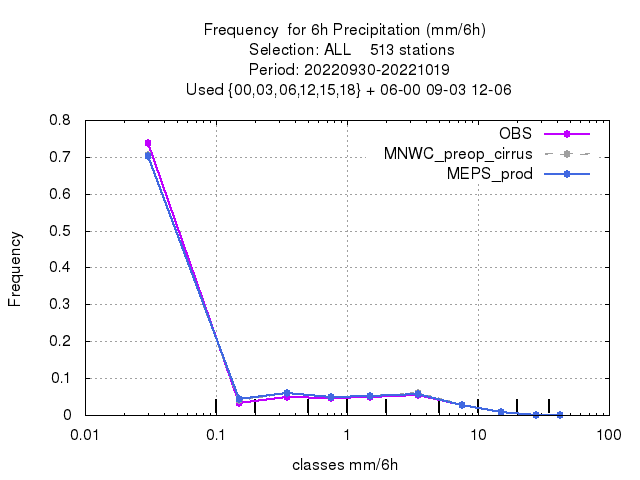 Frequency  for 6h Precipitation (mm/6h)
Selection: ALL    513 stations
Period: 20220930-20221019
Used {00,03,06,12,15,18} + 06-00 09-03 12-06
OBS
MNWC_preop_cirrus
MEPS_prod
Frequency
0.8
0.7
0.6
0.5
0.4
0.3
0.2
0.1
0
0.01 0.1 1 10 100
classes mm/6h